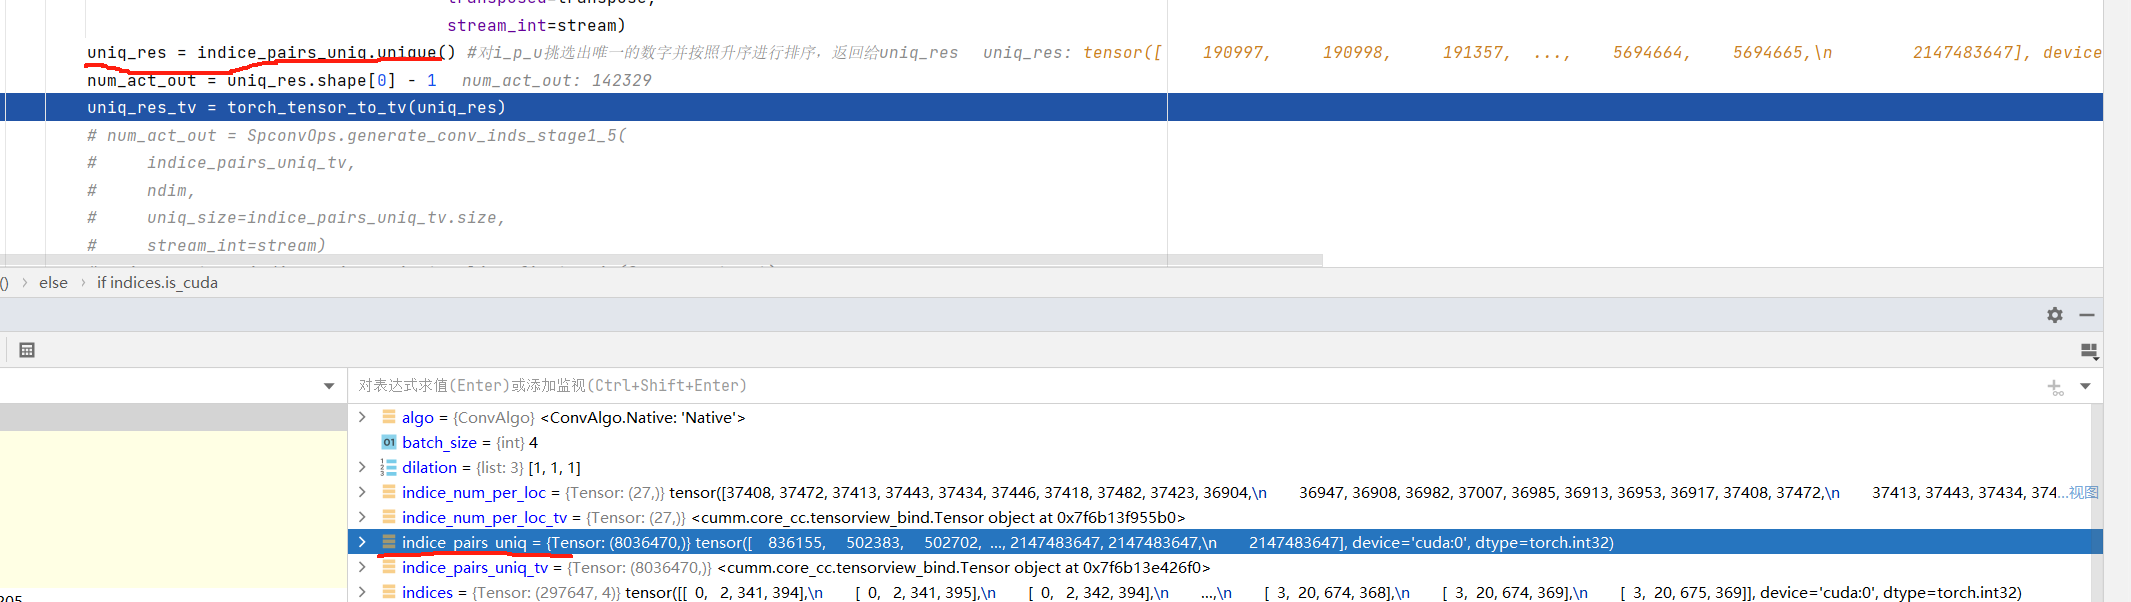 transposed=transpose,
stream_int=stream)
uniq_res = indice_pairs_uniq.unique() #对i_p_u挑选出唯一的数字并按照升序进行排序，返回给uniq_res uniq_res: tensor([ 190997, 190998, 191357, ..., 5694664, 5694665,\n 2147483647], device
num_act_out = uniq_res.shape[0] - 1 num_act_out: 142329
uniq_res_tv = torch_tensor_to_tv(uniq_res)
# num_act_out = SpconvOps.generate_conv_inds_stage1_5(
# indice_pairs_uniq_tv,
# ndim,
# uniq_size=indice_pairs_uniq_tv.size,
# stream_int=stream)
() › else › if indices.is_cuda
对表达式求值(Enter)或添加监视(Ctrl+Shift+Enter)
algo = {ConvAlgo} <ConvAlgo.Native: 'Native'>
01 batch_size = {int} 4
dilation = {list: 3} [1, 1, 1]
indice_num_per_loc = {Tensor: (27,)} tensor([37408, 37472, 37413, 37443, 37434, 37446, 37418, 37482, 37423, 36904,\n 36947, 36908, 36982, 37007, 36985, 36913, 36953, 36917, 37408, 37472,\n 37413, 37443, 37434, 374...视图
indice_num_per_loc_tv = {Tensor: (27,)} <cumm.core_cc.tensorview_bind.Tensor object at 0x7f6b13f955b0>
indice_pairs_uniq = {Tensor: (8036470,)} tensor([ 836155, 502383, 502702, ..., 2147483647, 2147483647,\n 2147483647], device='cuda:0', dtype=torch.int32)
indice_pairs_uniq_tv = {Tensor: (8036470,)} <cumm.core_cc.tensorview_bind.Tensor object at 0x7f6b13e426f0>
indices = {Tensor: (297647, 4)} tensor([[ 0, 2, 341, 394],\n [ 0, 2, 341, 395],\n [ 0, 2, 342, 394],\n ...,\n [ 3, 20, 674, 368],\n [ 3, 20, 674, 369],\n [ 3, 20, 675, 369]], device='cuda:0', dtype=torch.int32)